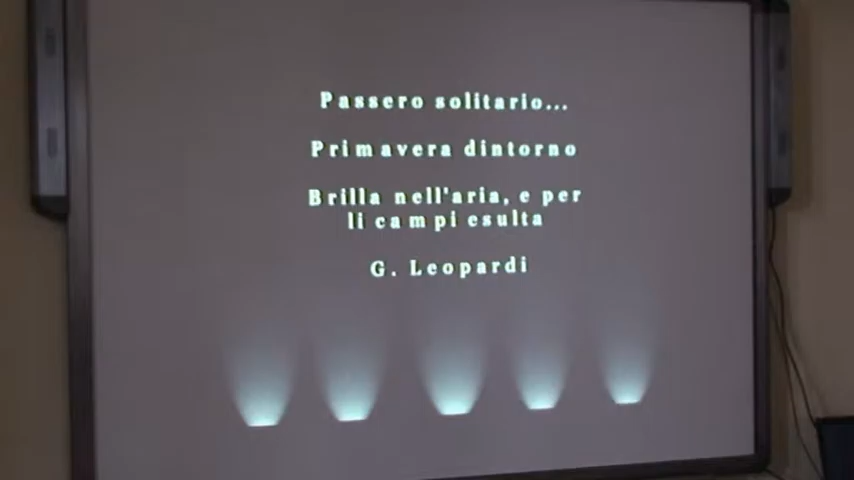 Passero solitario...
Primavera dintorno
Brilla nell'aria, e per
li campi esulta
G. Leopardi